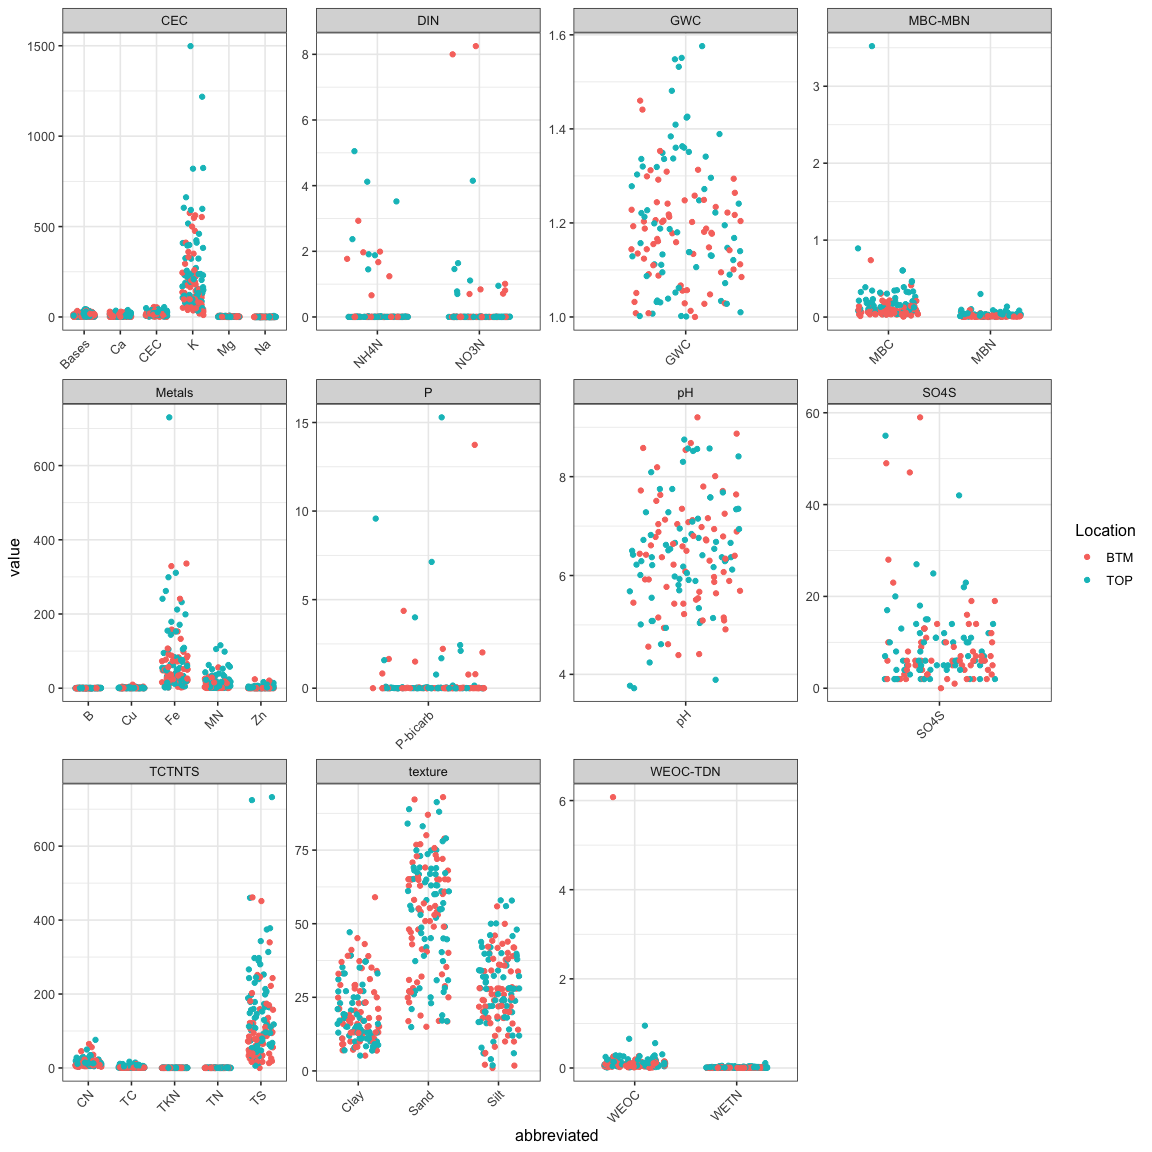 CEC
DIN
GWC
MBC-MBN
1500
1000
500
0
8
6
4
2
0
1.6
1.4
1.2
1.0
3
2
1
0
Bases
Ca
CEC
K
Mg
Na
NH4N
NO3N
GWC
MBC
MBN
Metals
P
pH
SO4S
600
400
200
0
15
10
5
0
8
6
4
60
40
20
0
B
Cu
Fe
MN
Zn
P-bicarb
pH
SO4S
value
Location
BTM
TOP
TCTNTS
texture
WEOC-TDN
600
400
200
0
75
50
25
0
6
4
2
0
CN
TC
TKN
TN
TS
Clay
Sand
Silt
WEOC
WETN
abbreviated